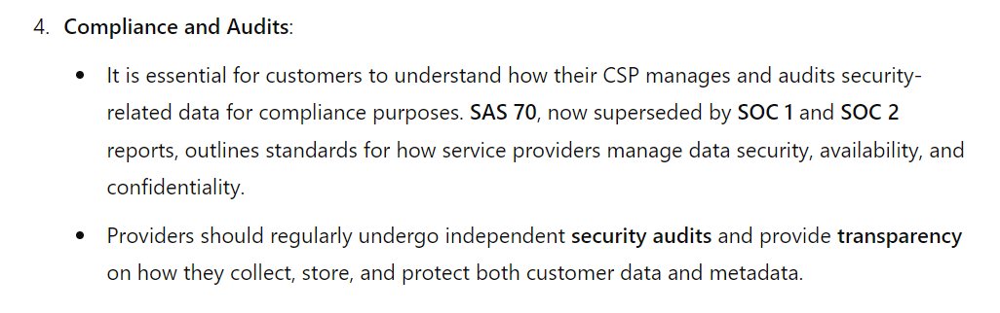 4. Compliance and Audits:
• It is essential for customers to understand how their CSP manages and audits security-
related data for compliance purposes. SAS 70, now superseded by SOC 1 and SOC 2
reports, outlines standards for how service providers manage data security, availability, and
confidentiality.
• Providers should regularly undergo independent security audits and provide transparency
on how they collect, store, and protect both customer data and metadata.